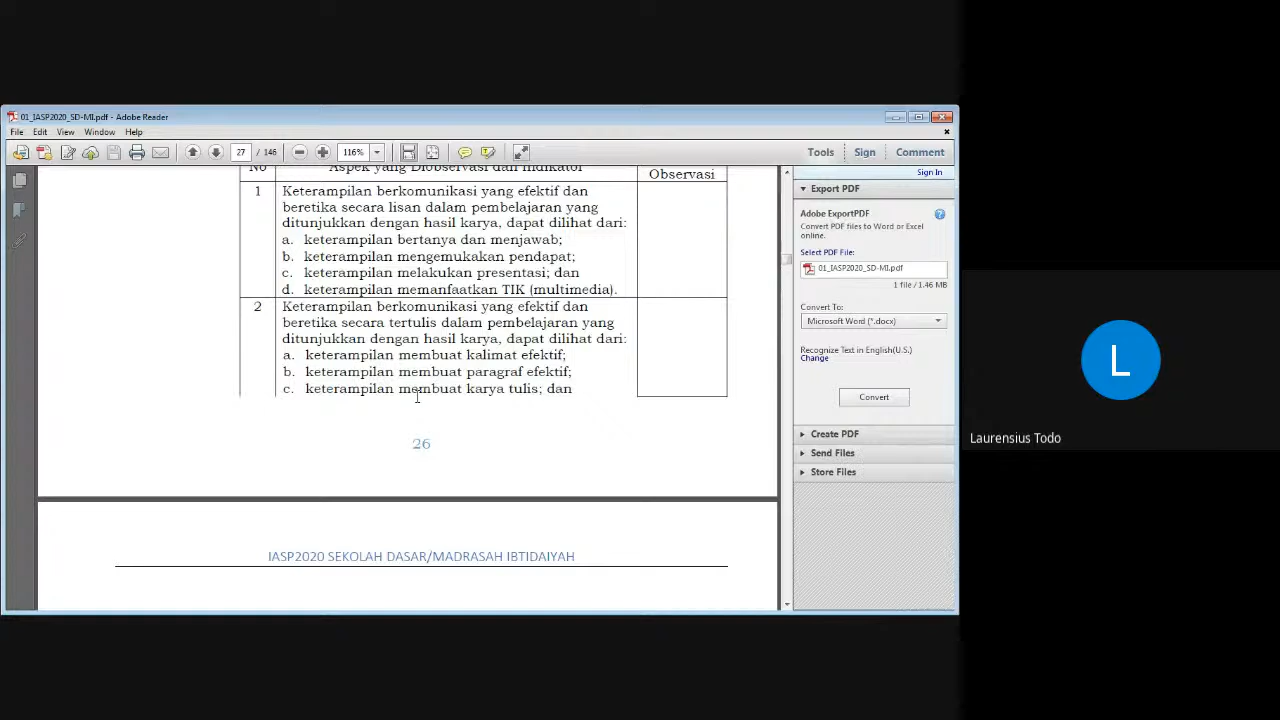 01_IASP2020_SD-MI.pdf - Adobe Reader
File Edit View Window Help
27 / 146 116% Tools Sign Comment
No Aspek yang Diobservasi dan Indikator Observasi
1 Keterampilan berkomunikasi yang efektif dan
beretika secara lisan dalam pembelajaran yang
ditunjukkan dengan hasil karya, dapat dilihat dari:
a. keterampilan bertanya dan menjawab;
b. keterampilan mengemukakan pendapat;
c. keterampilan melakukan presentasi; dan
d. keterampilan memanfaatkan TIK (multimedia).
2 Keterampilan berkomunikasi yang efektif dan
beretika secara tertulis dalam pembelajaran yang
ditunjukkan dengan hasil karya, dapat dilihat dari:
a. keterampilan membuat kalimat efektif;
b. keterampilan membuat paragraf efektif;
c. keterampilan membuat karya tulis; dan
26
IASP2020 SEKOLAH DASAR/MADRASAH IBTIDAIYAH
Sign In
Export PDF
Adobe ExportPDF
Convert PDF files to Word or Excel
online.
Select PDF File:
01_IASP2020_SD-MI.pdf
1 file / 1.46 MB
Convert To:
Microsoft Word (*.docx)
Recognize Text in English(U.S.)
Change
Convert
Create PDF
Send Files
Store Files
L
Laurensius Todo